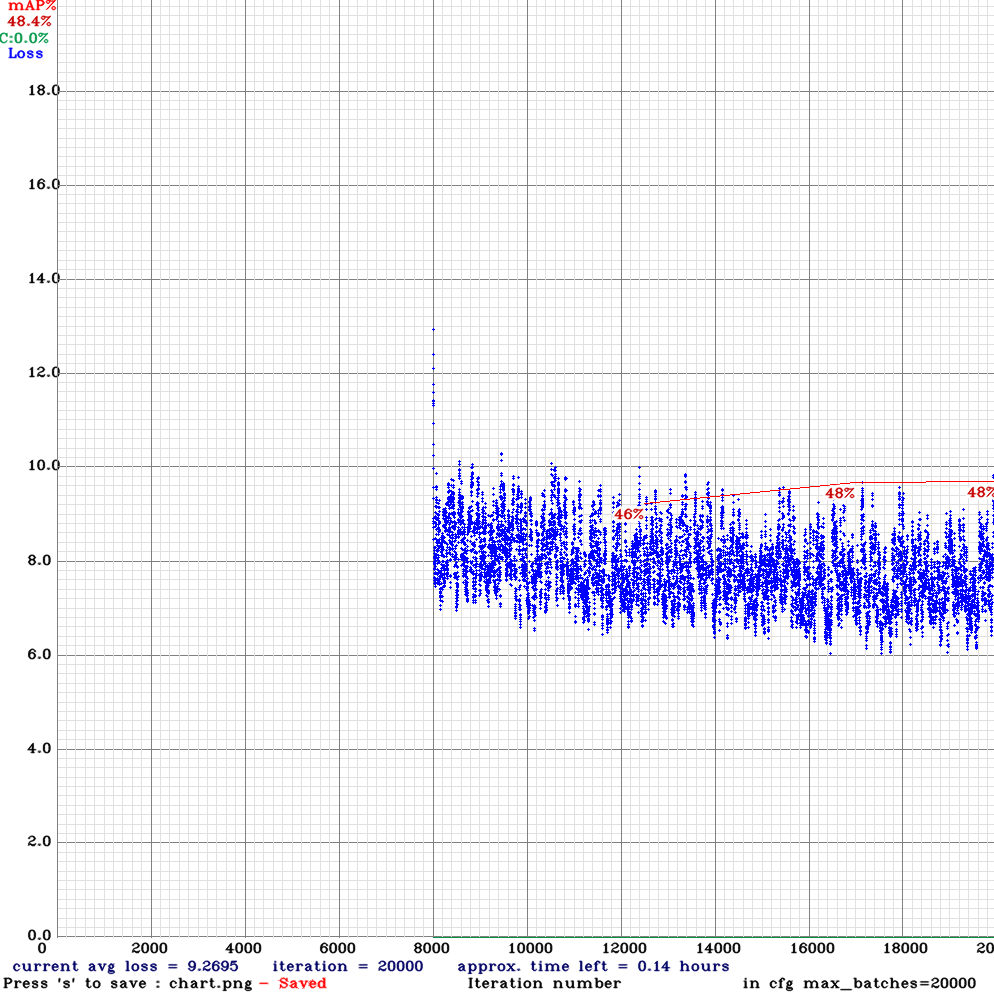 mAP%
48.4%
C:0.0%
Loss
18.0
16.0
14.0
12.0
10.0
46%
48%
48%
8.0
6.0
4.0
2.0
0.0
0 2000 4000 6000 8000 10000 12000 14000 16000 18000 20
current avg loss = 9.2695 iteration = 20000 approx. time left = 0.14 hours
Press 's' to save : chart.png - Saved Iteration number in cfg max_batches=20000